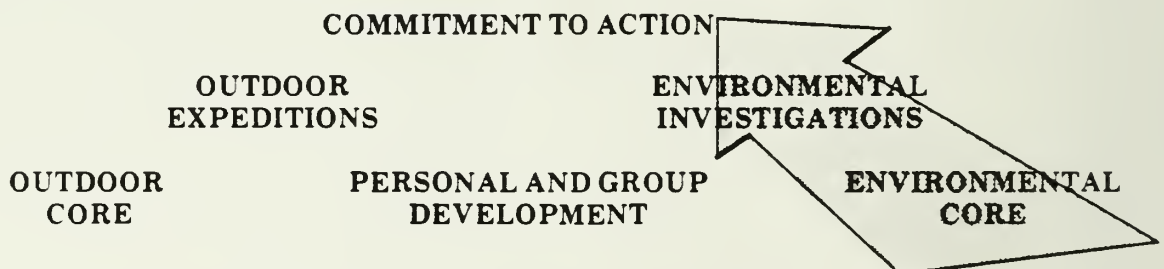 COMMITMENT TO ACTION
OUTDOOR
EXPEDITIONS
ENVIRONMENTAL
INVESTIGATIONS
OUTDOOR
CORE
PERSONAL AND GROUP
DEVELOPMENT
ENVIRONMENTAL
CORE